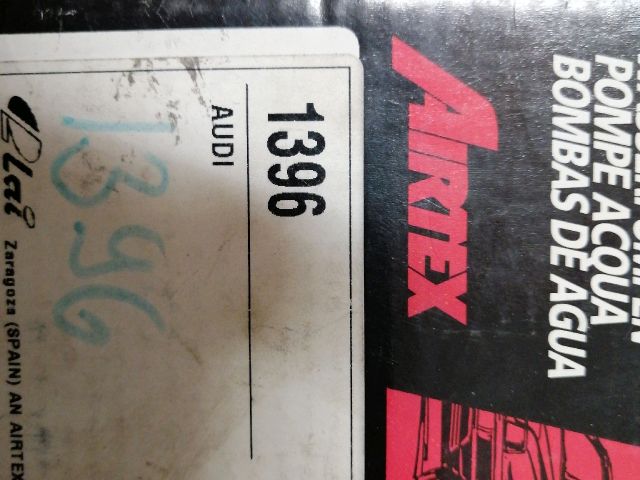 POMPE ACQUA
BOMBAS DE AGUA
AIRTEX
1396
AUDI
1396
Zaragoza (SPAIN) AN AIRTEX